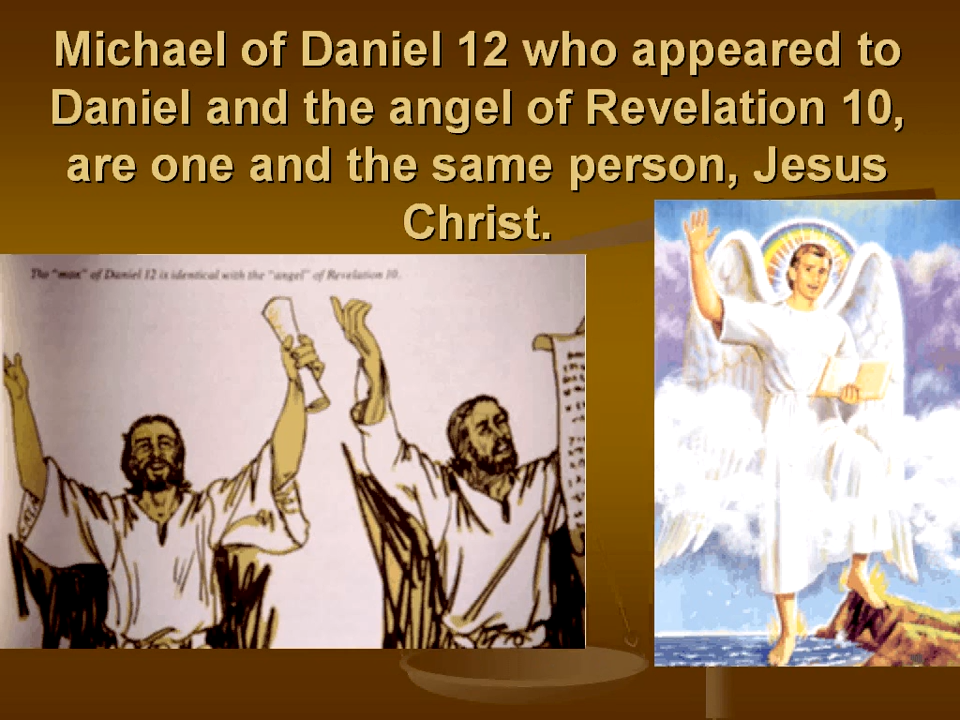 Michael of Daniel 12 who appeared to
Daniel and the angel of Revelation 10,
are one and the same person, Jesus
Christ.
The "man" of Daniel 12 is identical with the "angel" of Revelation 10.